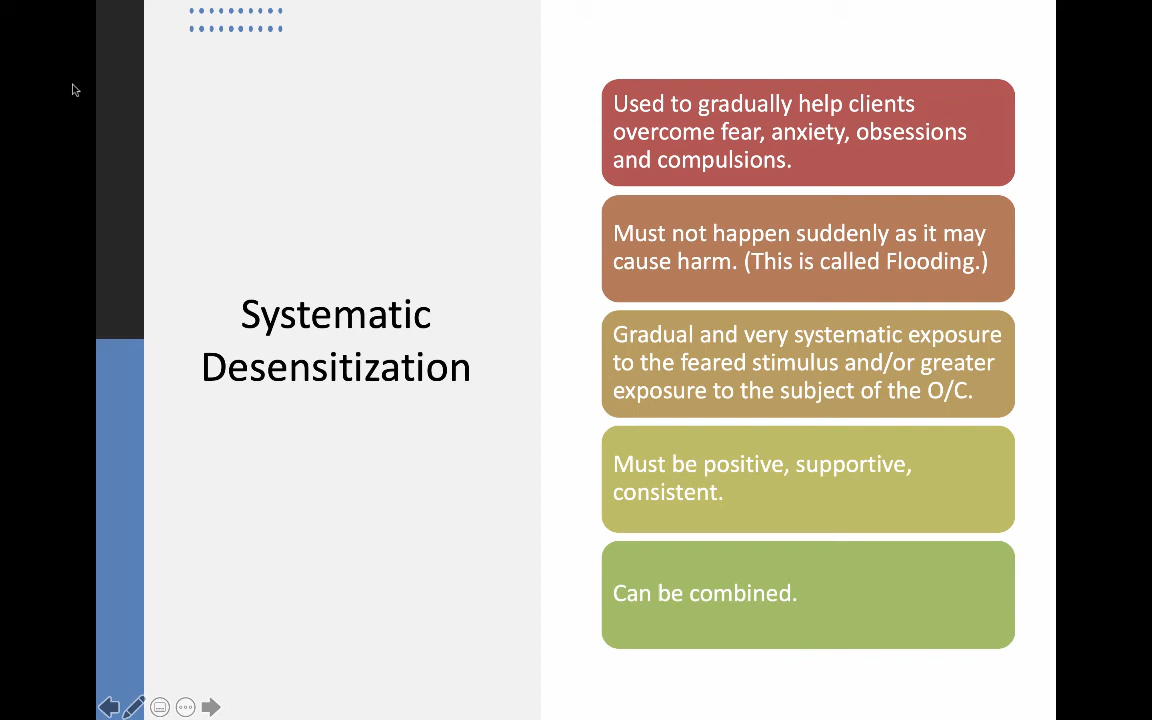 Systematic
Desensitization
Used to gradually help clients
overcome fear, anxiety, obsessions
and compulsions.
Must not happen suddenly as it may
cause harm. (This is called Flooding.)
Gradual and very systematic exposure
to the feared stimulus and/or greater
exposure to the subject of the O/C.
Must be positive, supportive,
consistent.
Can be combined.